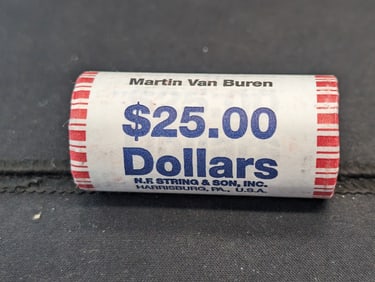 Martin Van Buren
$25.00
Dollars
N.F. STRING & SON, INC.
HARRISBURG, PA., U.S.A.